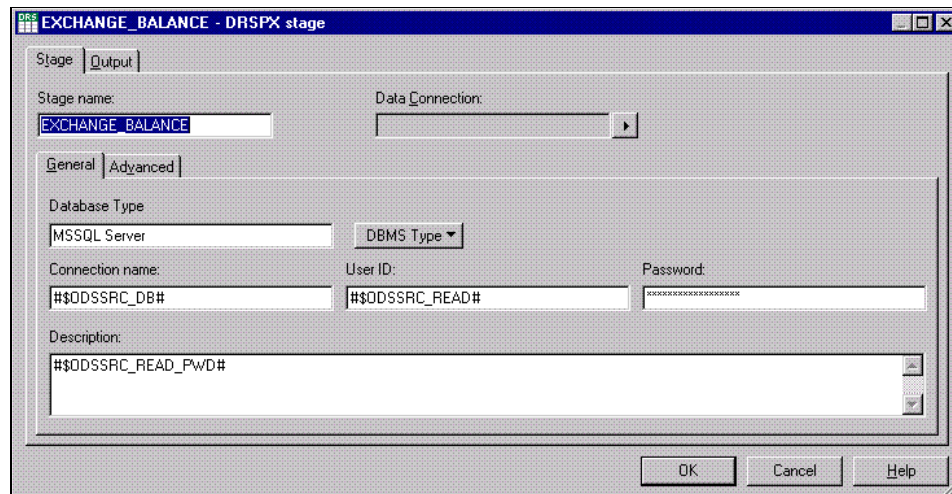 DRS EXCHANGE_BALANCE - DRSPX stage
Stage Output
Stage name: Data Connection:
EXCHANGE_BALANCE
General Advanced
Database Type
MSSQL Server DBMS Type
Connection name: User ID: Password:
#$ODSSRC_DB# #$ODSSRC_READ# ******************
Description:
#$ODSSRC_READ_PWD#
OK Cancel Help